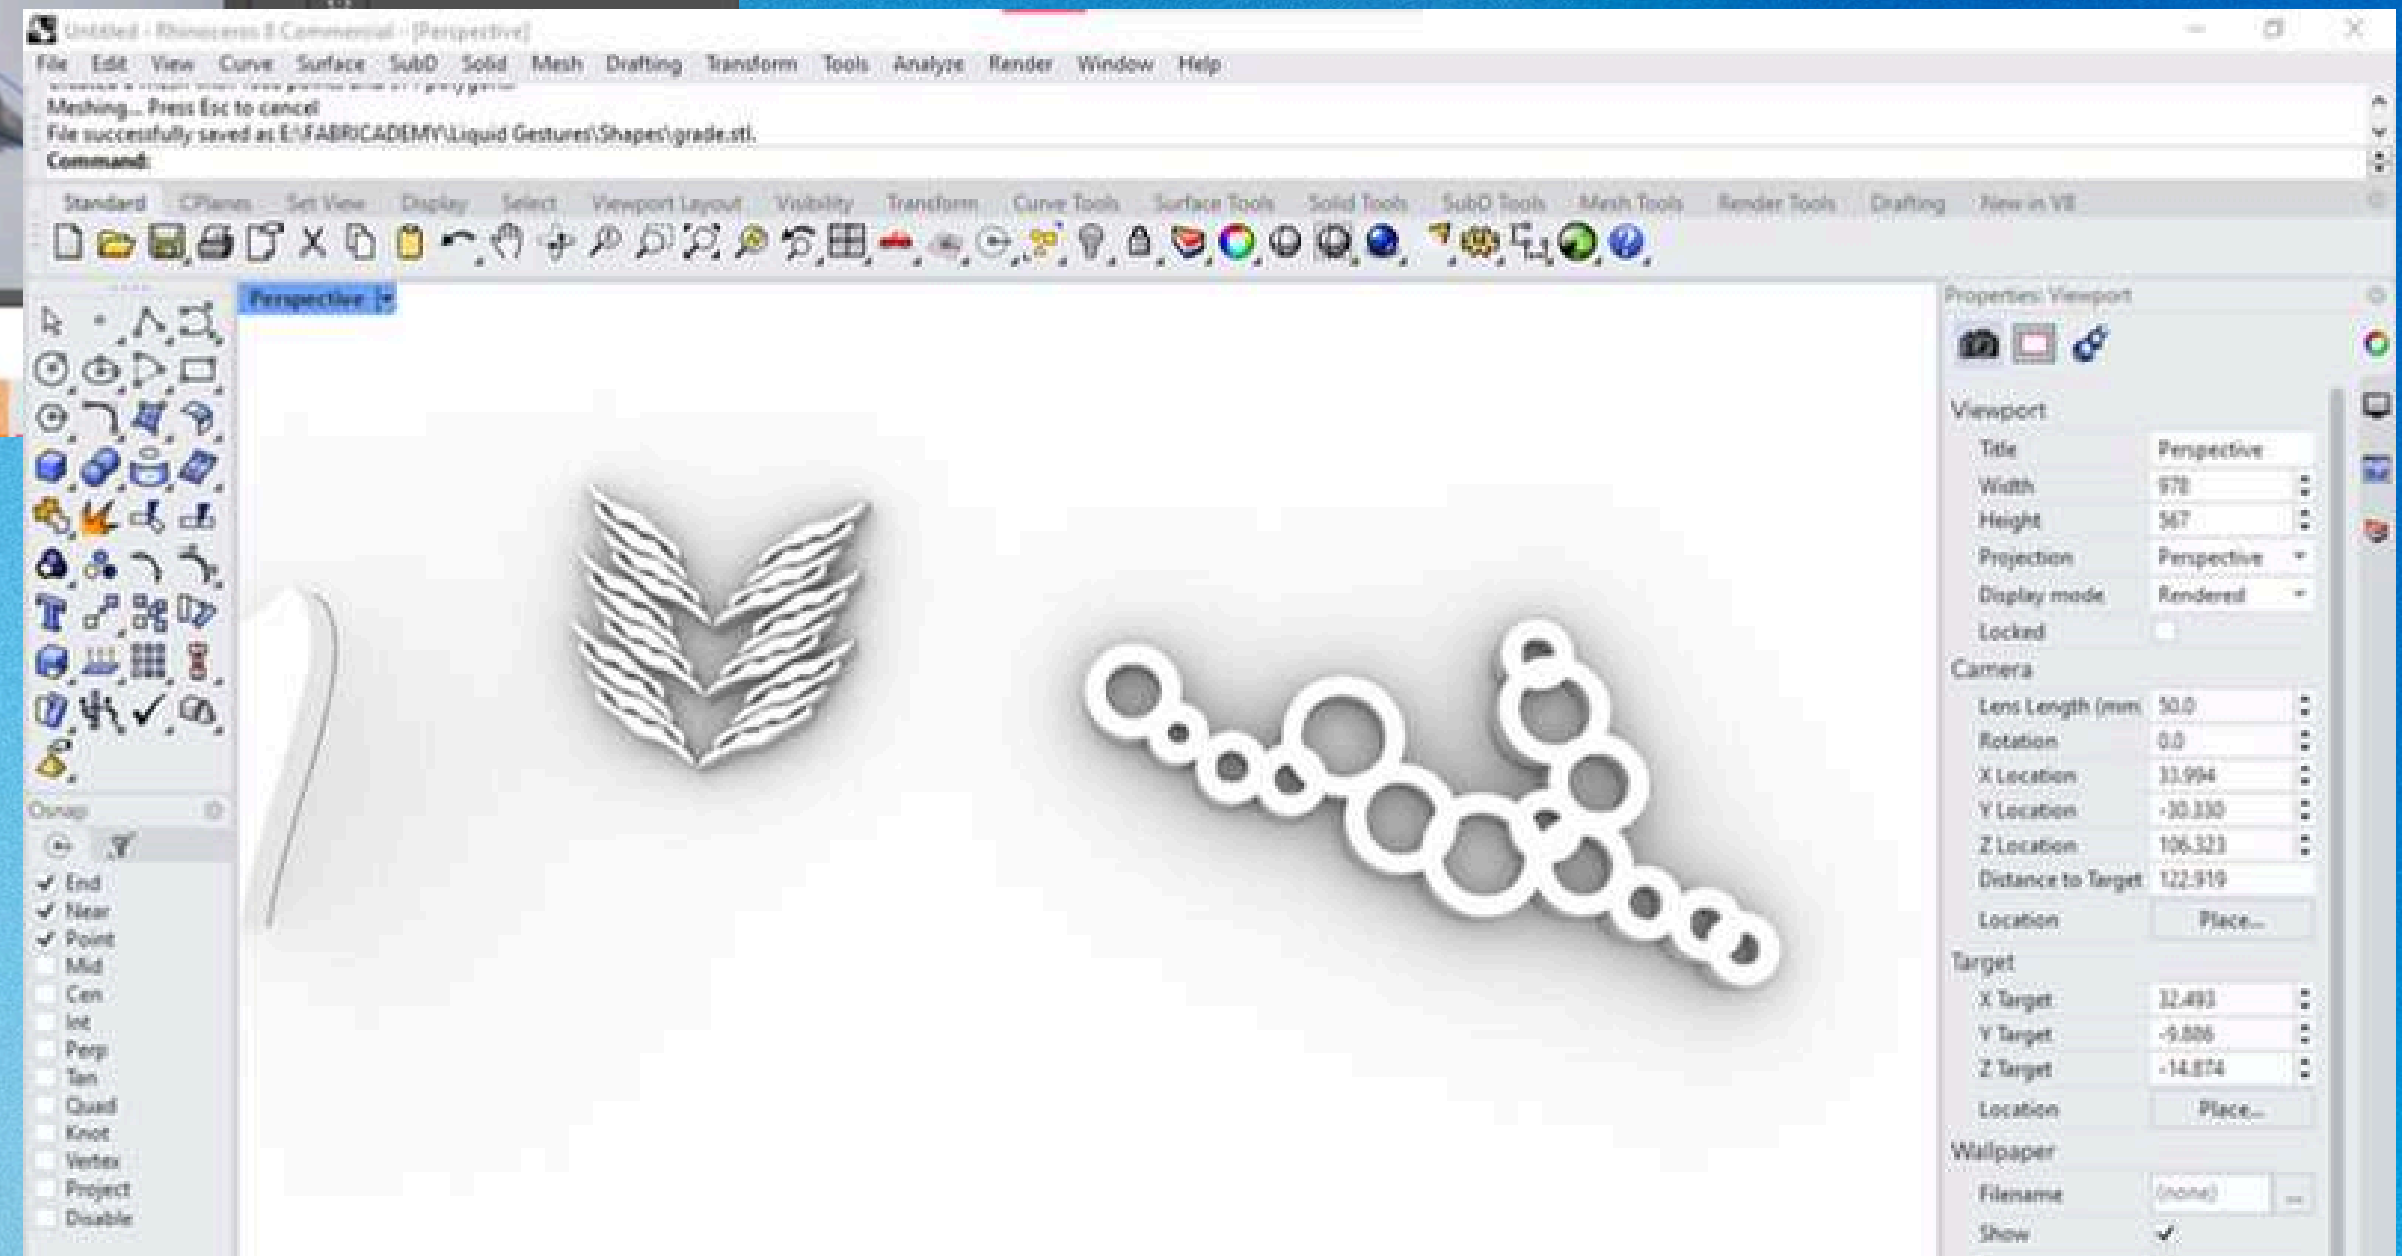 Untitled - Rhinoceros 8 Commercial - [Perspective]
File Edit View Curve Surface SubD Solid Mesh Drafting Transform Tools Analyze Render Window Help
Meshing... Press Esc to cancel
File successfully saved as E:\FABRICADEMY\Liquid Gestures\Shapes\grade.stl.
Command:
Standard CPlanes Set View Display Select Viewport Layout Visibility Transform Curve Tools Surface Tools Solid Tools SubD Tools Mesh Tools Render Tools Drafting New in V8
Perspective
Osnap
End
Near
Point
Mid
Cen
Int
Perp
Tan
Quad
Knot
Vertex
Project
Disable
Properties: Viewport
Viewport
Title Perspective
Width 978
Height 567
Projection Perspective
Display mode Rendered
Locked
Camera
Lens Length (mm) 50.0
Rotation 0.0
X Location 33.994
Y Location -30.330
Z Location 106.323
Distance to Target 122.919
Location Place...
Target
X Target 32.493
Y Target -9.886
Z Target -14.874
Location Place...
Wallpaper
Filename (none) ...
Show